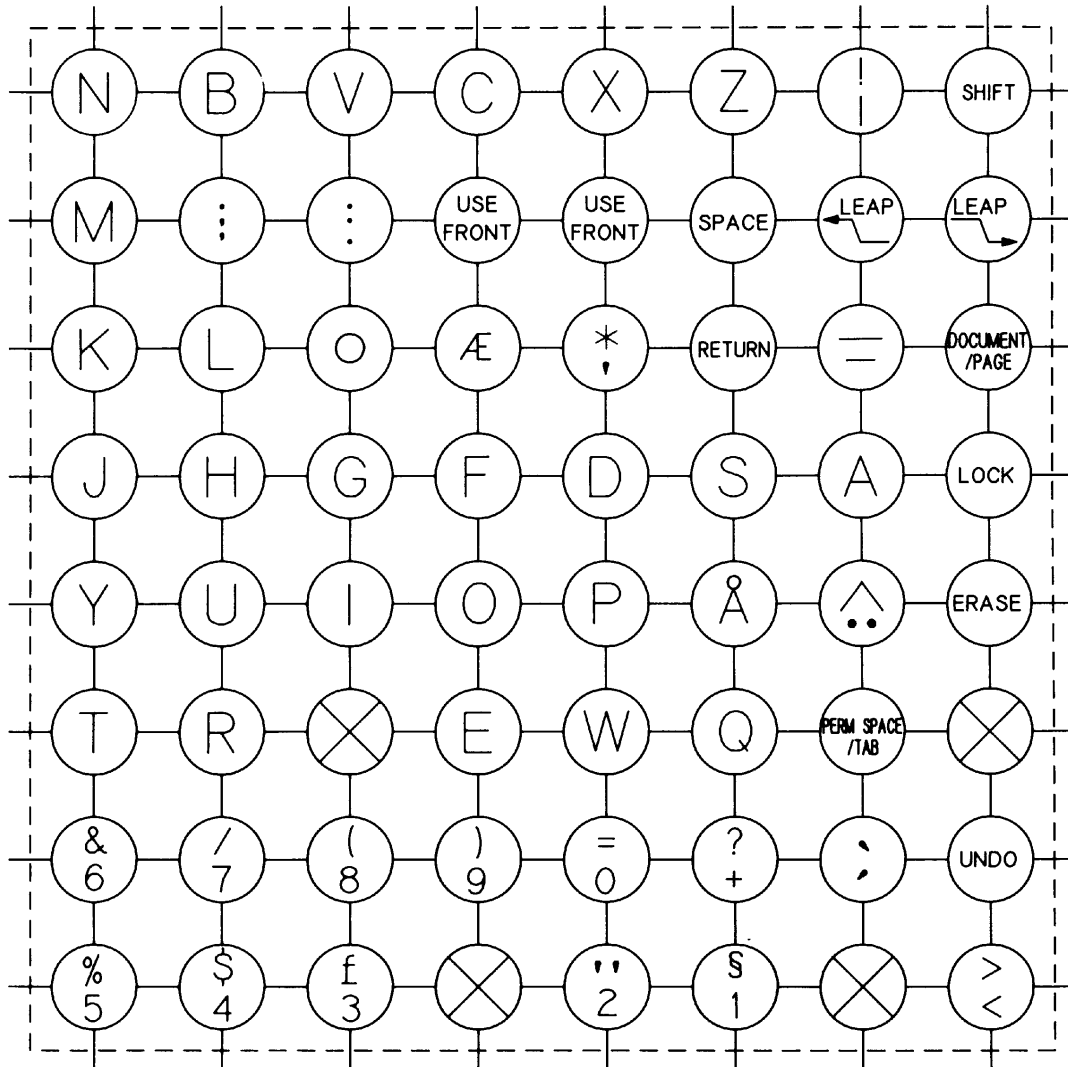 N B V C X Z ¦ SHIFT
M ; : USE FRONT USE FRONT SPACE LEAP LEAP
K L O Æ * ' RETURN — DOCUMENT /PAGE
J H G F D S A LOCK
Y U I O P Å ^ ¨ ERASE
T R E W Q PERM SPACE /TAB
& 6 / 7 ( 8 ) 9 = 0 ? + ` ´ UNDO
% 5 $ 4 £ 3 " 2 § 1 > <